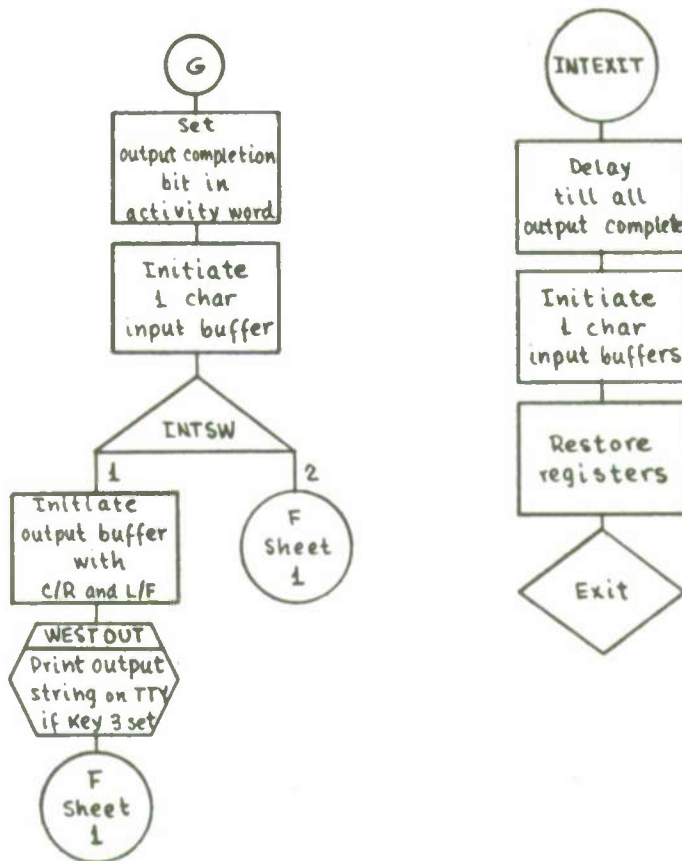 G
Set
output completion
bit in
activity word
Initiate
1 char
input buffer
INTSW
1
2
Initiate
output buffer
with
C/R and L/F
F
Sheet
1
WEST OUT
Print output
string on TTY
if Key 3 set
F
Sheet
1
INTEXIT
Delay
till all
output complete
Initiate
1 char
input buffers
Restore
registers
Exit